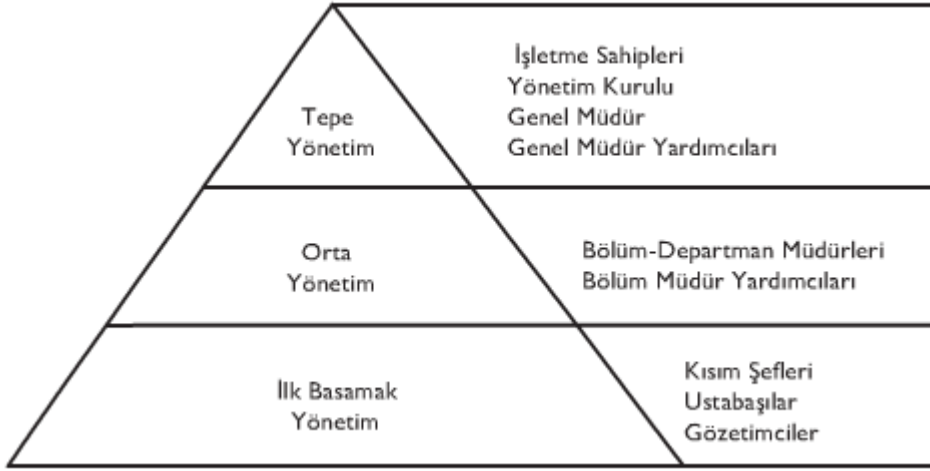 Tepe
Yönetim
İşletme Sahipleri
Yönetim Kurulu
Genel Müdür
Genel Müdür Yardımcıları
Orta
Yönetim
Bölüm-Departman Müdürleri
Bölüm Müdür Yardımcıları
İlk Basamak
Yönetim
Kısım Şefleri
Ustabaşılar
Gözetimciler